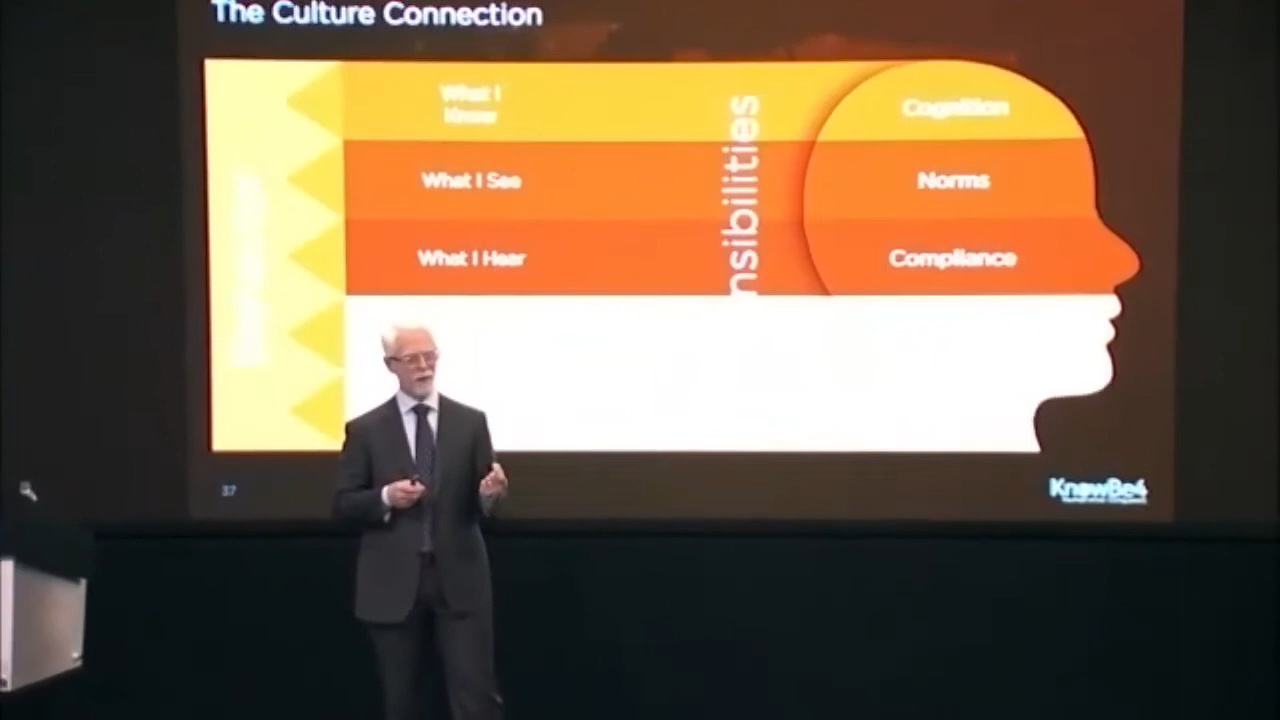 The Culture Connection
What I
Know
Cognition
What I See
Norms
What I Hear
Compliance
nsibilities
37
KnowBe4